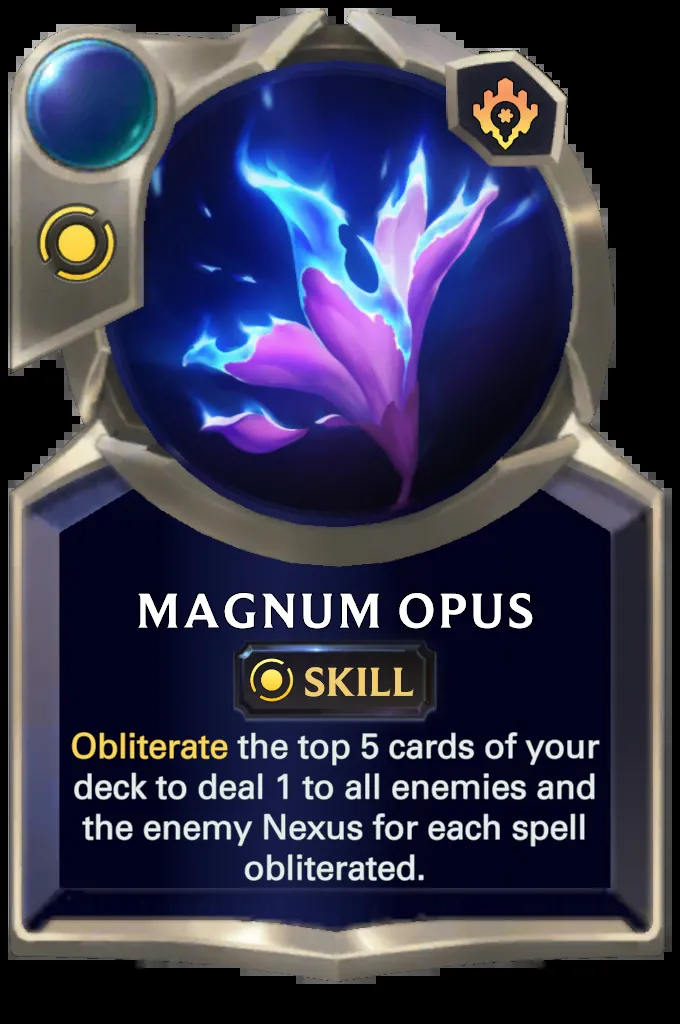 MAGNUM OPUS
SKILL
Obliterate the top 5 cards of your
deck to deal 1 to all enemies and
the enemy Nexus for each spell
obliterated.